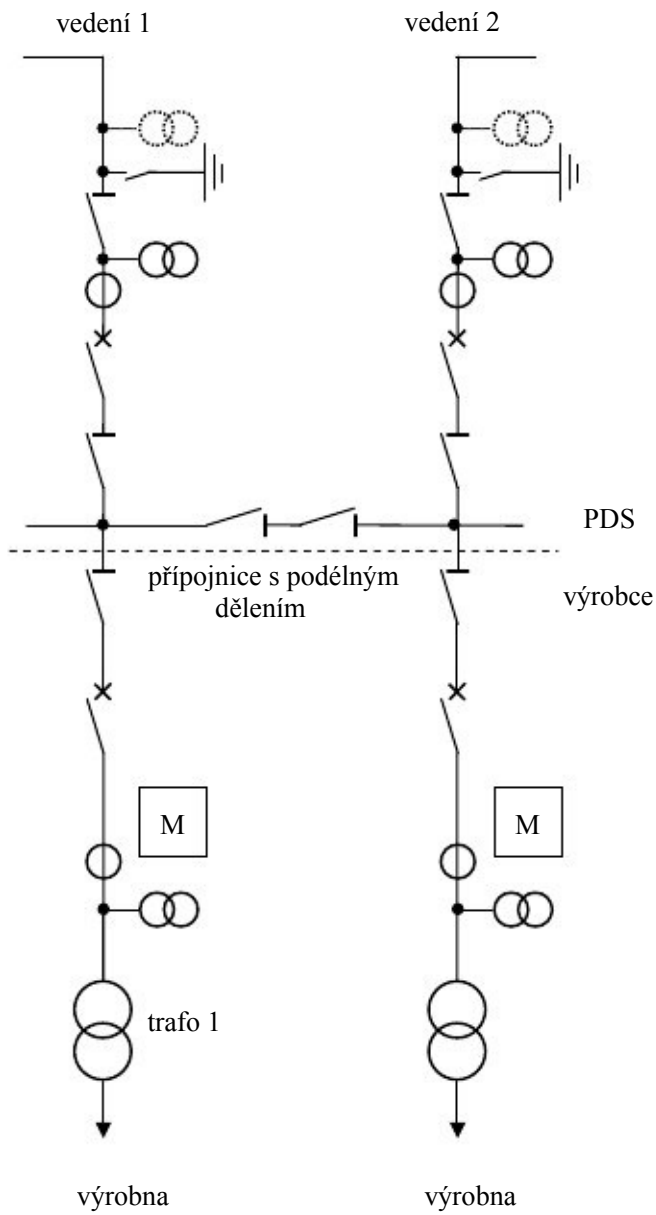 vedení 1
vedení 2
PDS
přípojnice s podélným
dělením
výrobce
M
M
trafo 1
výrobna
výrobna